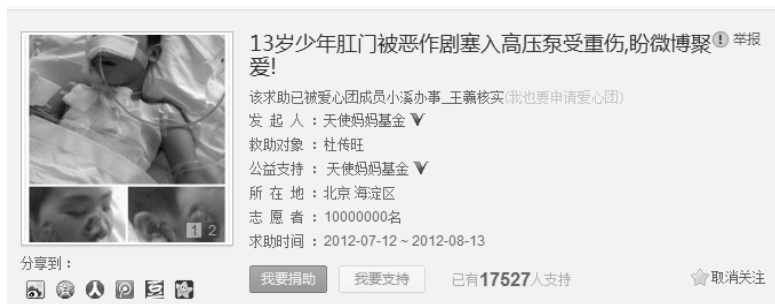 13岁少年肛门被恶作剧塞入高压泵受重伤,盼微博聚爱!
举报
该求助已被爱心团成员小溪办事_王羲核实(我也要申请爱心团)
发 起 人 : 天使妈妈基金
救助对象 : 杜传旺
公益支持 : 天使妈妈基金
所 在 地 : 北京 海淀区
志 愿 者 : 10000000名
求助时间 : 2012-07-12 ~ 2012-08-13
1 2
分享到 :
我要捐助 我要支持 已有17527人支持 取消关注